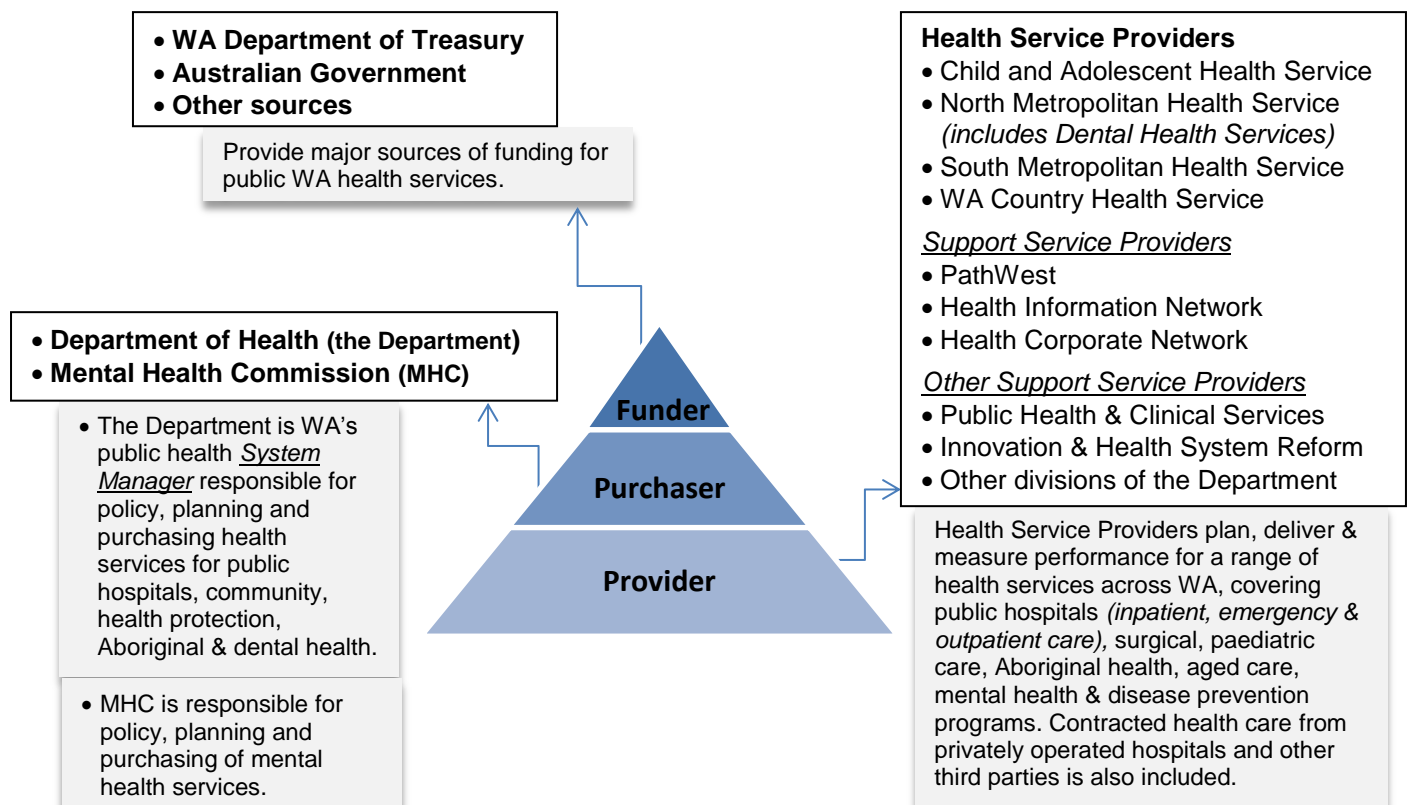 • WA Department of Treasury
• Australian Government
• Other sources
Provide major sources of funding for
public WA health services.
• Department of Health (the Department)
• Mental Health Commission (MHC)
• The Department is WA's
public health System
Manager responsible for
policy, planning and
purchasing health
services for public
hospitals, community,
health protection,
Aboriginal & dental health.
• MHC is responsible for
policy, planning and
purchasing of mental
health services.
Funder
Purchaser
Provider
Health Service Providers
• Child and Adolescent Health Service
• North Metropolitan Health Service
(includes Dental Health Services)
• South Metropolitan Health Service
• WA Country Health Service
Support Service Providers
• PathWest
• Health Information Network
• Health Corporate Network
Other Support Service Providers
• Public Health & Clinical Services
• Innovation & Health System Reform
• Other divisions of the Department
Health Service Providers plan, deliver &
measure performance for a range of
health services across WA, covering
public hospitals (inpatient, emergency &
outpatient care), surgical, paediatric
care, Aboriginal health, aged care,
mental health & disease prevention
programs. Contracted health care from
privately operated hospitals and other
third parties is also included.